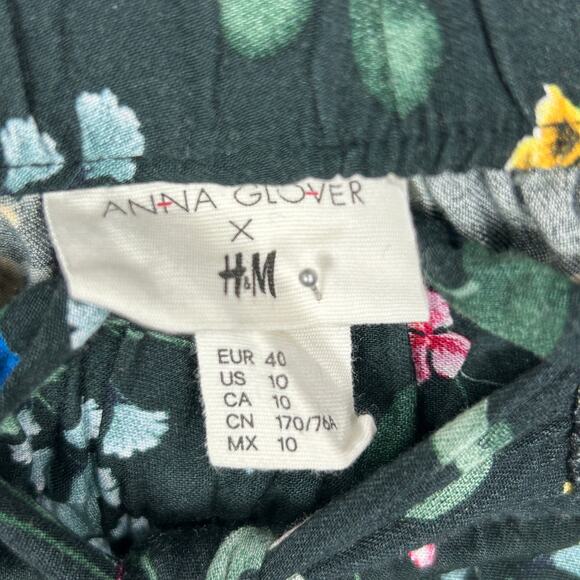 ANNA GLOVER
X
H&M
EUR 40
US 10
CA 10
CN 170/76A
MX 10